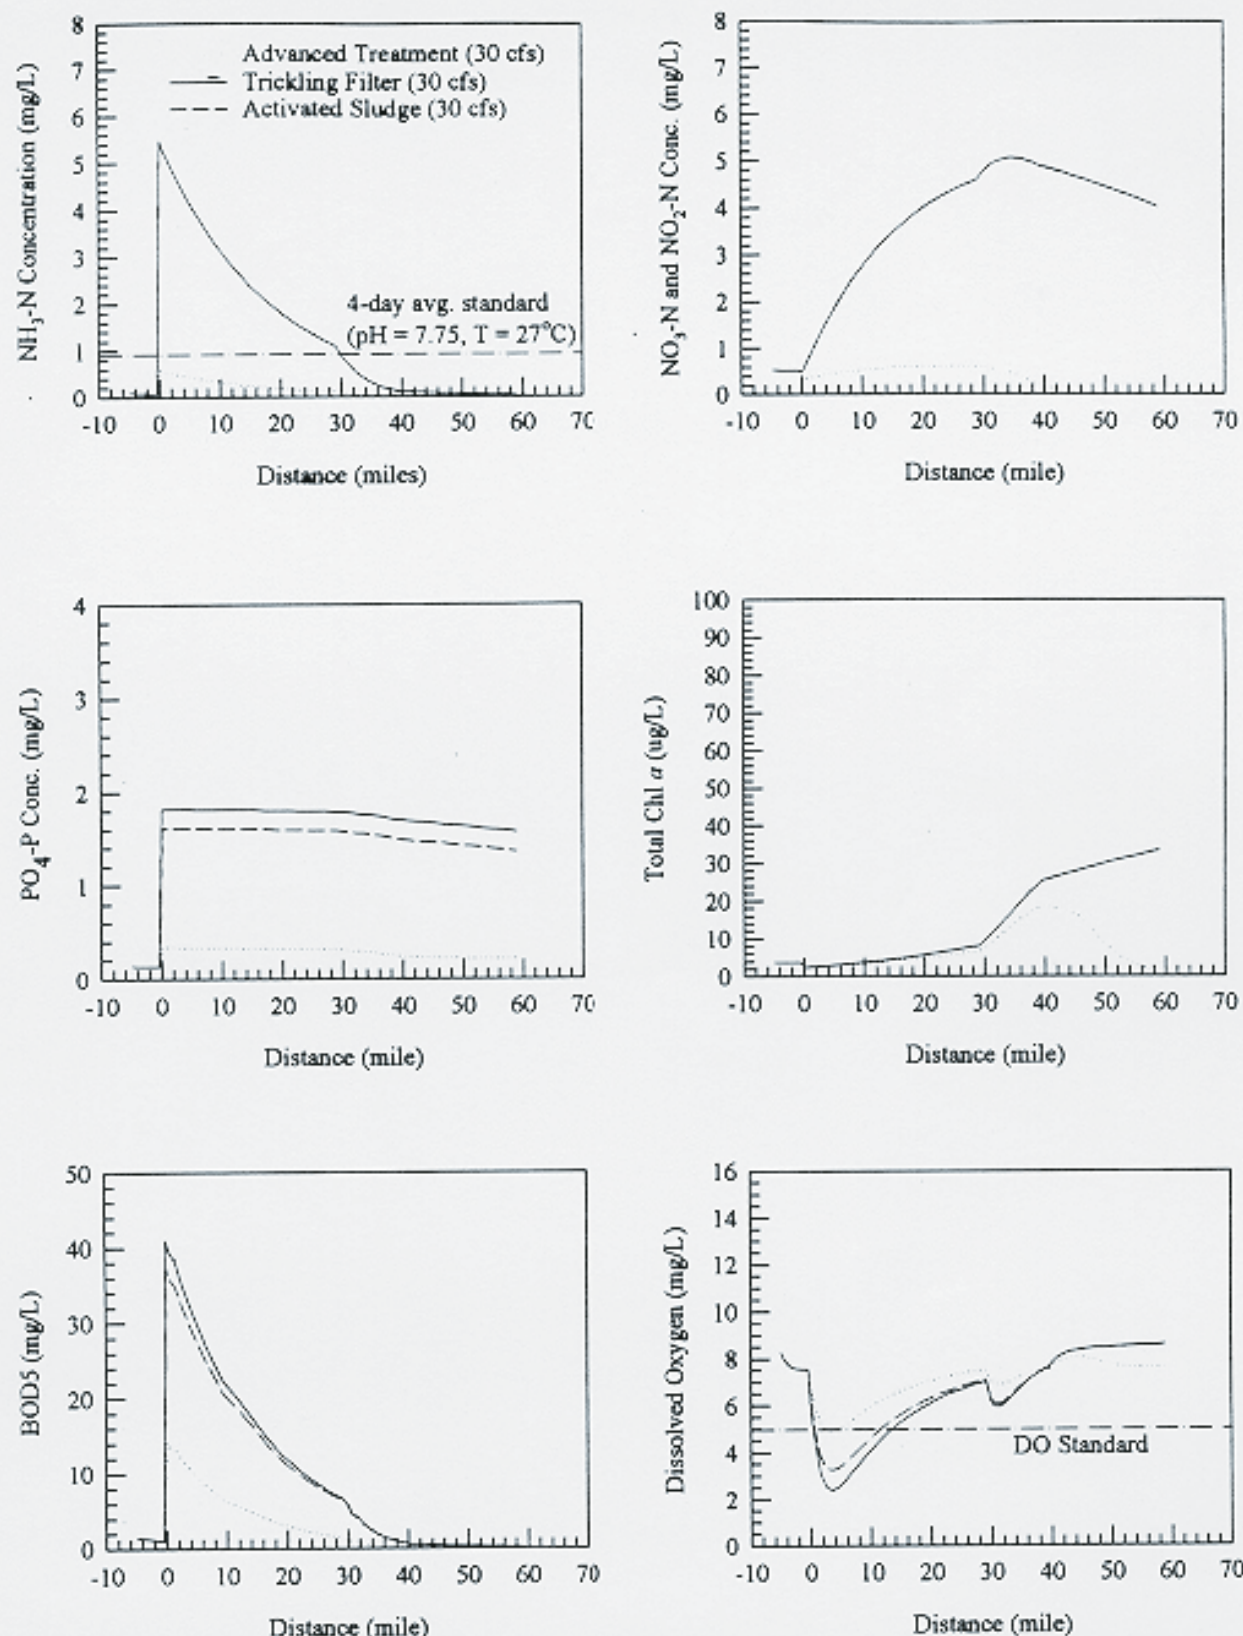 8
7
6
5
4
3
2
1
0
NH3-N Concentration (mg/L)
Advanced Treatment (30 cfs)
Trickling Filter (30 cfs)
Activated Sludge (30 cfs)
4-day avg. standard
(pH = 7.75, T = 27°C)
-10 0 10 20 30 40 50 60 70
Distance (miles)
8
7
6
5
4
3
2
1
0
NO3-N and NO2-N Conc. (mg/L)
-10 0 10 20 30 40 50 60 70
Distance (mile)
4
3
2
1
0
PO4-P Conc. (mg/L)
-10 0 10 20 30 40 50 60 70
Distance (mile)
100
90
80
70
60
50
40
30
20
10
0
Total Chl a (ug/L)
-10 0 10 20 30 40 50 60 70
Distance (mile)
50
40
30
20
10
0
BOD5 (mg/L)
-10 0 10 20 30 40 50 60 70
Distance (mile)
16
14
12
10
8
6
4
2
0
Dissolved Oxygen (mg/L)
DO Standard
-10 0 10 20 30 40 50 60 70
Distance (mile)